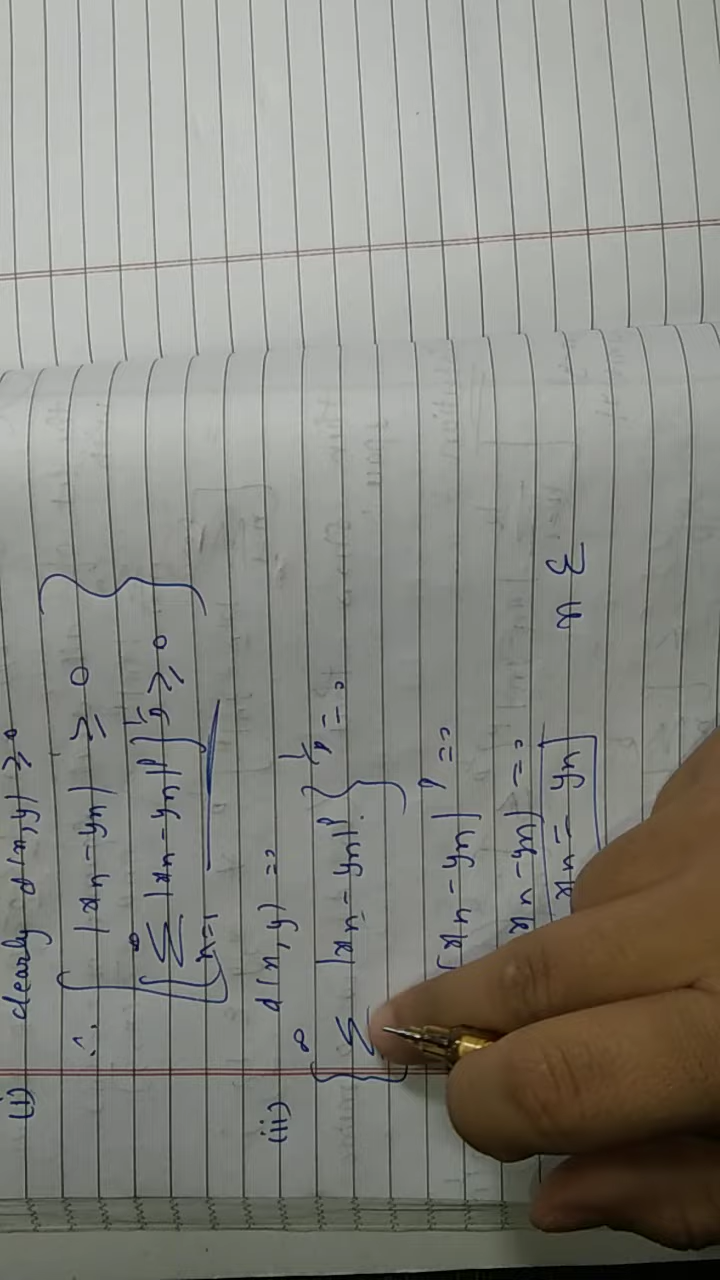 (i) clearly d(x,y) ≥ 0
∴ { |xn - yn| ≥ 0
{ ∞ Σ n=1 |xn - yn|^p }^1/p ≥ 0 }
(ii) d(x,y) = 0
{ ∞ Σ |xn - yn|^p }^1/p = 0
|xn - yn|^p = 0
xn - yn| = 0
xn = yn